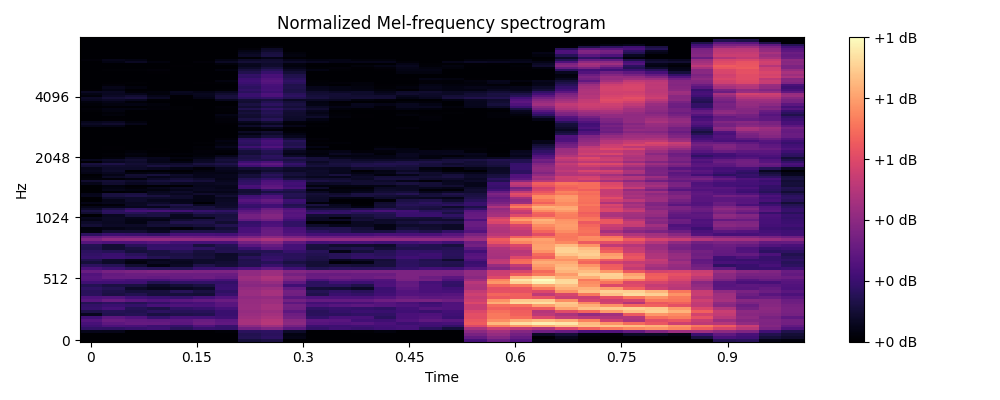 Normalized Mel-frequency spectrogram
Hz
4096
2048
1024
512
0
0 0.15 0.3 0.45 0.6 0.75 0.9
Time
+1 dB
+1 dB
+1 dB
+0 dB
+0 dB
+0 dB